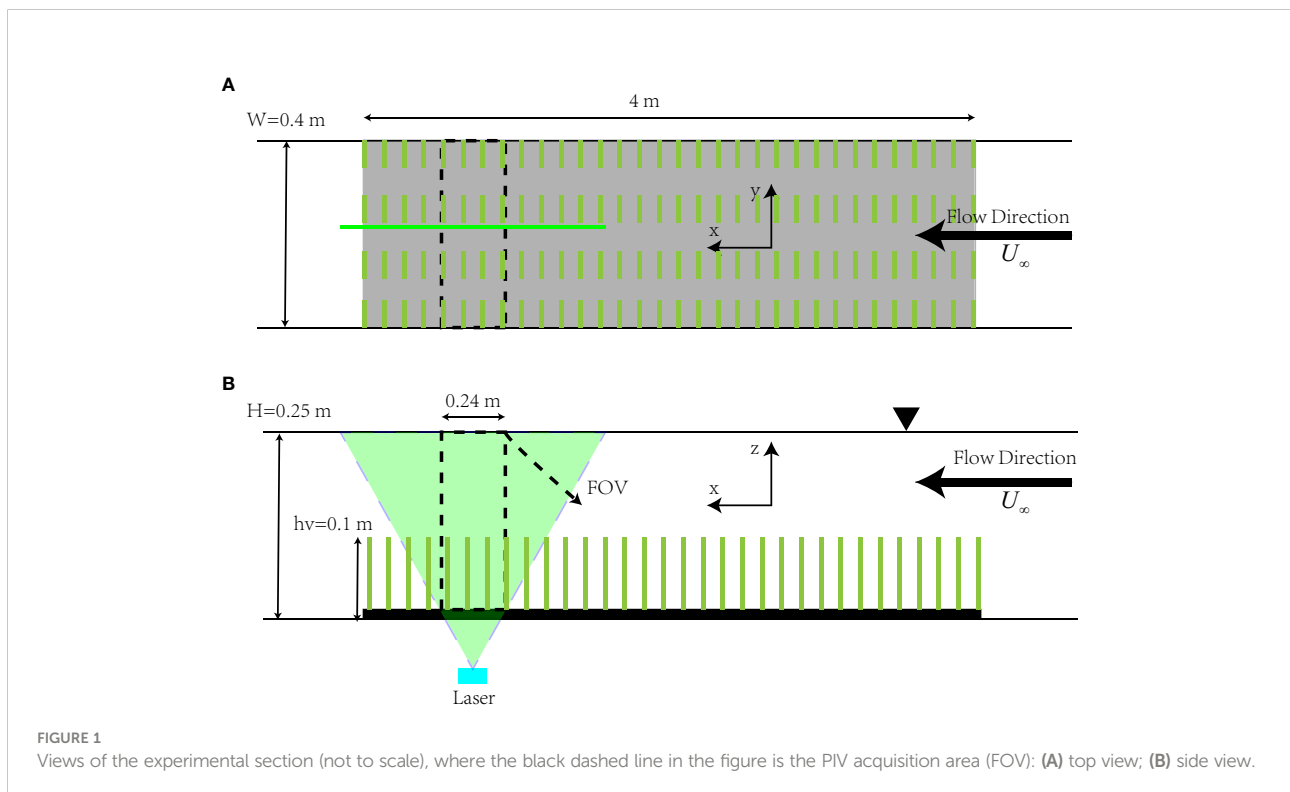 A
4 m
W=0.4 m
y
x
Flow Direction
U∞
B
H=0.25 m
0.24 m
z
x
Flow Direction
U∞
FOV
hv=0.1 m
Laser
FIGURE 1
Views of the experimental section (not to scale), where the black dashed line in the figure is the PIV acquisition area (FOV): (A) top view; (B) side view.